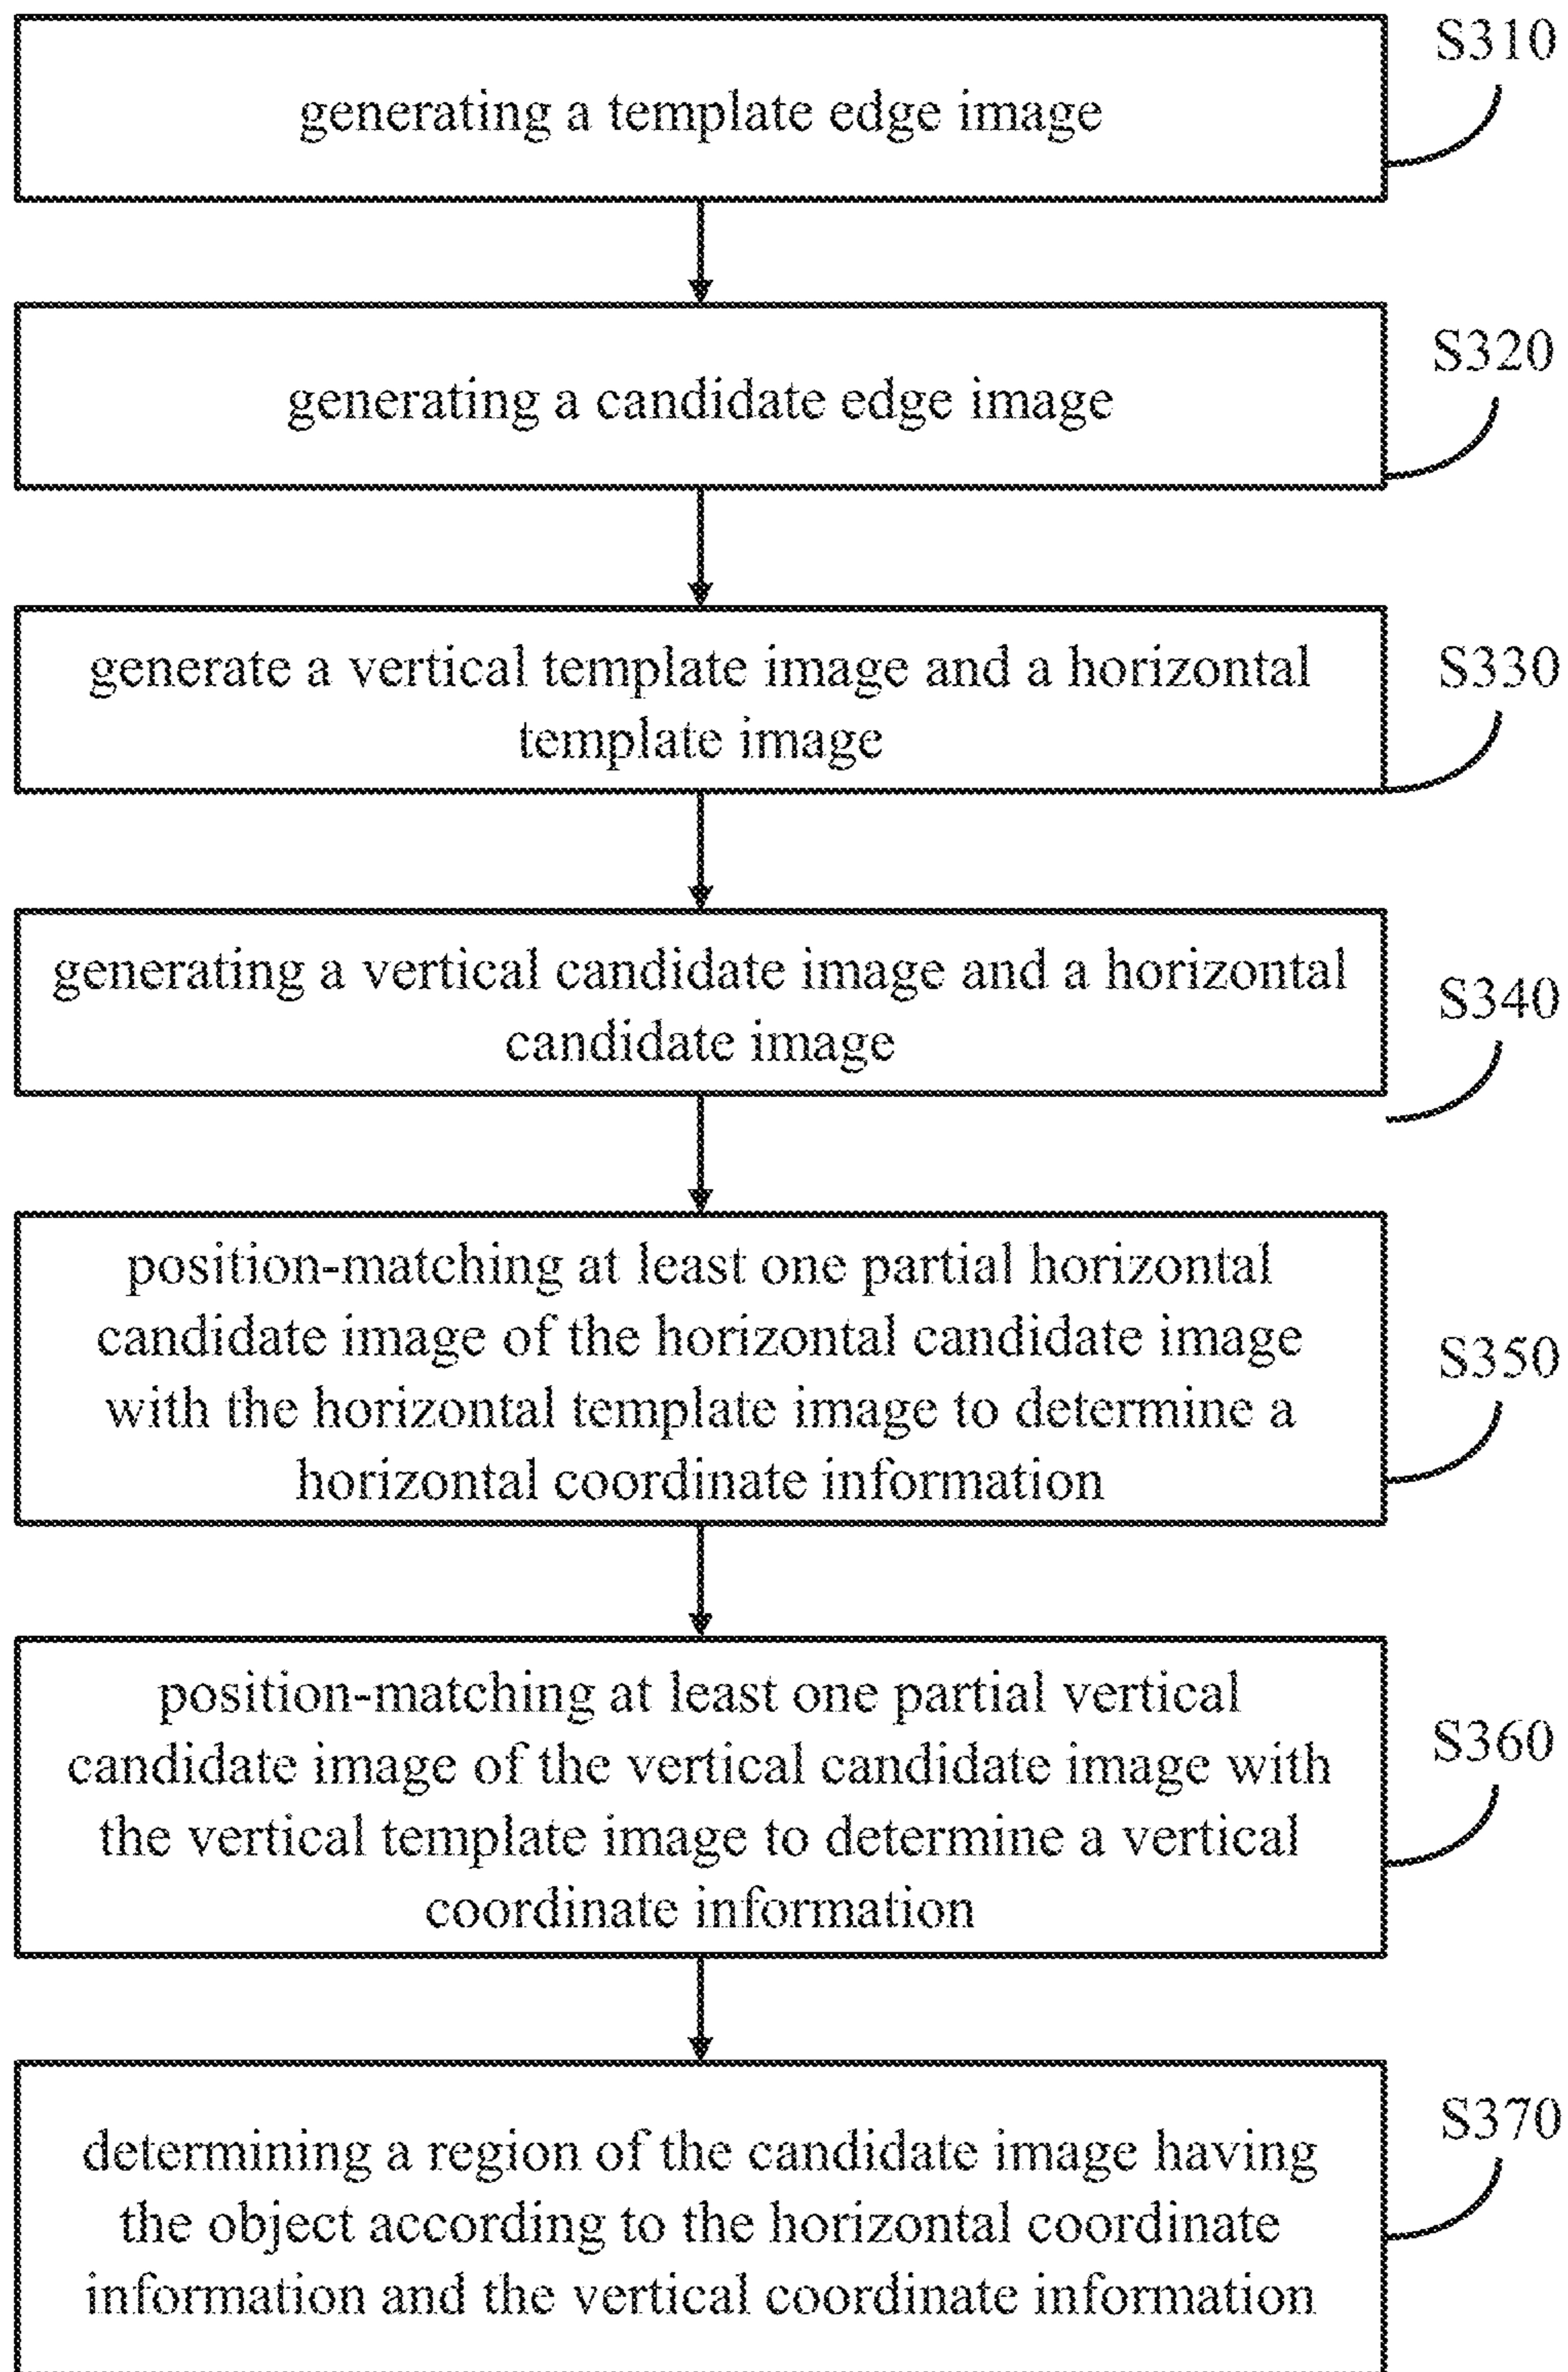 S310
generating a template edge image
S320
generating a candidate edge image
S330
generate a vertical template image and a horizontal
template image
S340
generating a vertical candidate image and a horizontal
candidate image
S350
position-matching at least one partial horizontal
candidate image of the horizontal candidate image
with the horizontal template image to determine a
horizontal coordinate information
S360
position-matching at least one partial vertical
candidate image of the vertical candidate image with
the vertical template image to determine a vertical
coordinate information
S370
determining a region of the candidate image having
the object according to the horizontal coordinate
information and the vertical coordinate information